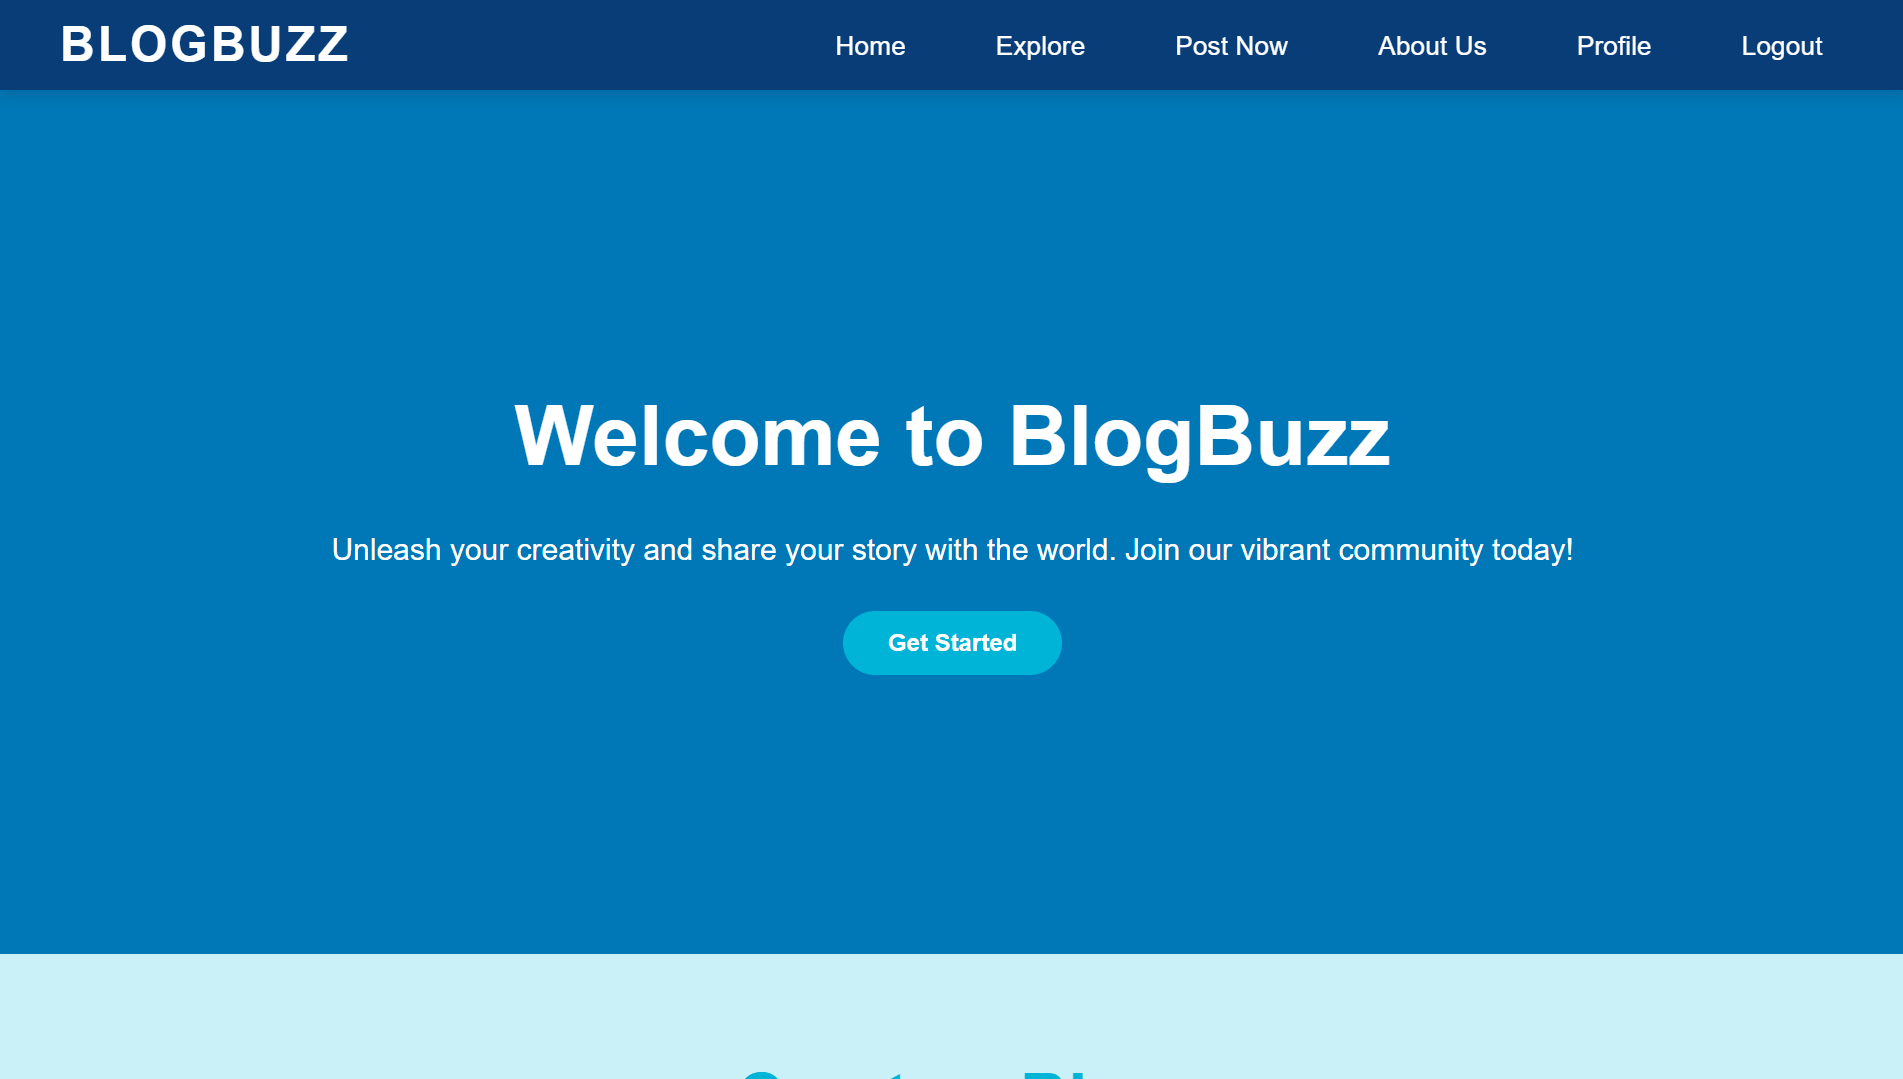 BLOGBUZZ
Home Explore Post Now About Us Profile Logout
Welcome to BlogBuzz
Unleash your creativity and share your story with the world. Join our vibrant community today!
Get Started